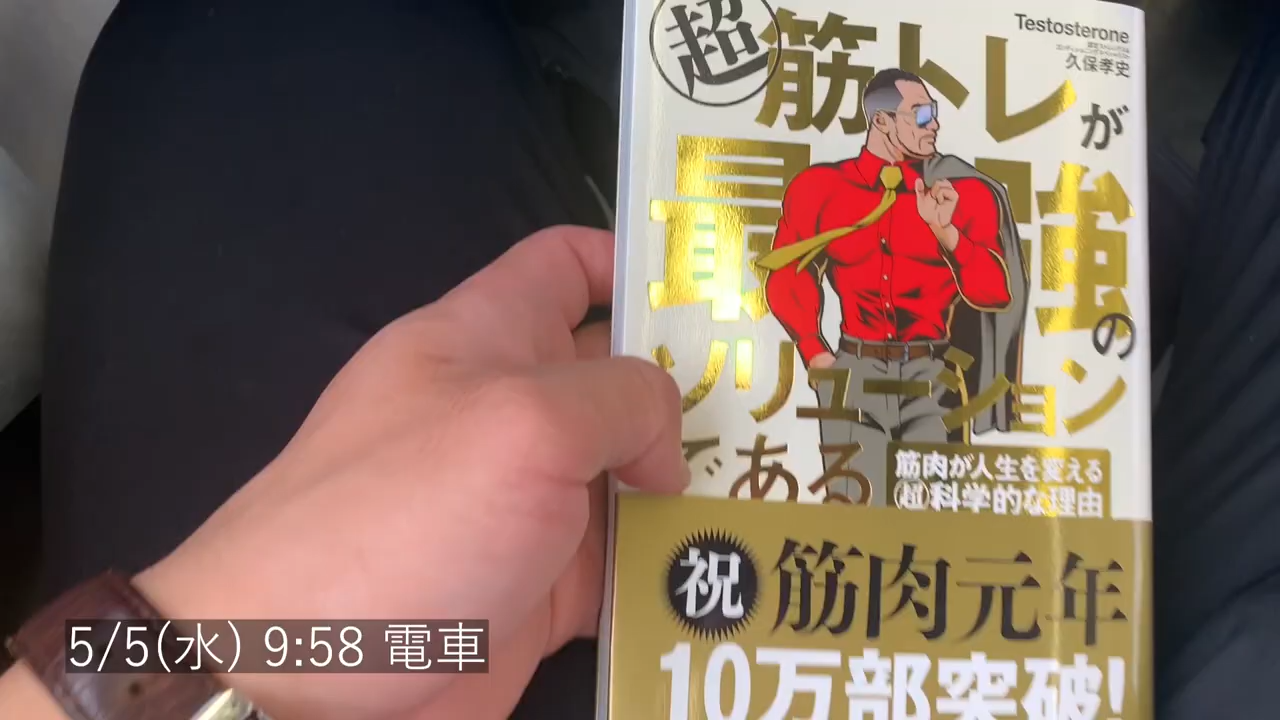 Testosterone
久保孝史
超
筋トレが
最強の
ソリューション
である
筋肉が人生を変える
超科学的な理由
祝 筋肉元年
10万部突破!
5/5(水) 9:58 電車